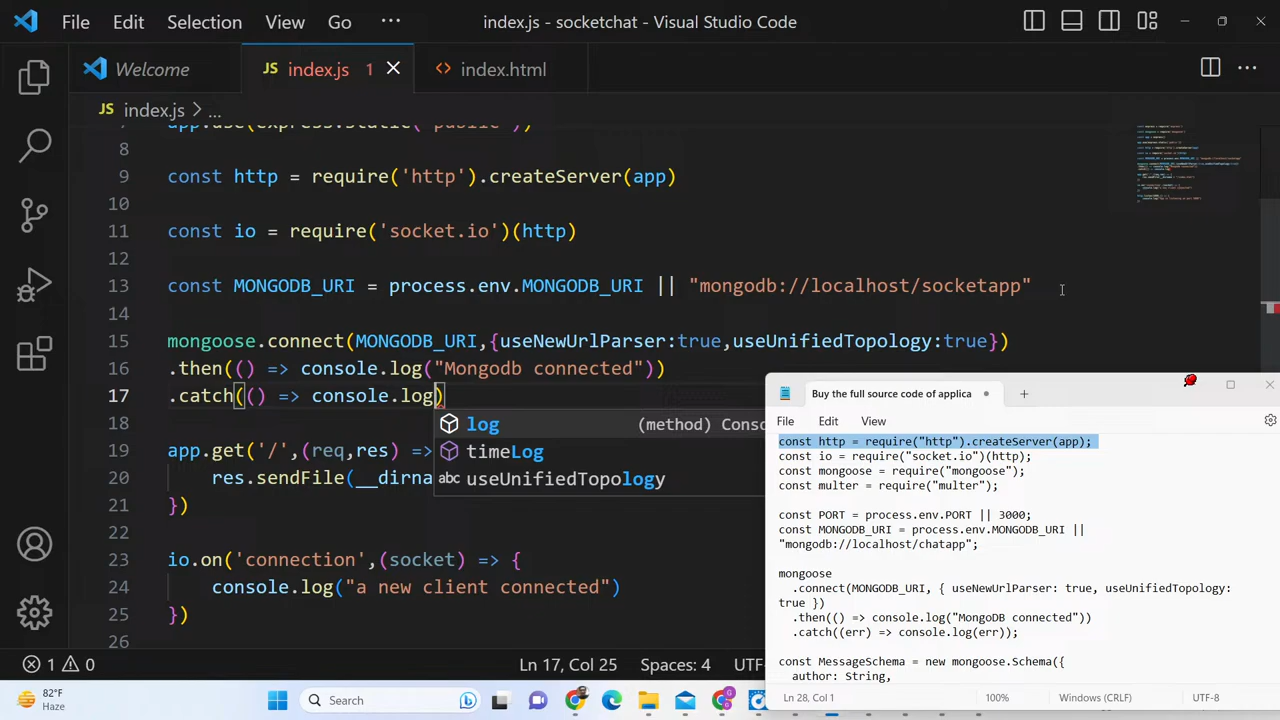 File Edit Selection View Go ··· index.js - socketchat - Visual Studio Code
Welcome JS index.js 1 index.html
JS index.js > ...
app.use(express.static('public'))
8
9 const http = require('http').createServer(app)
10
11 const io = require('socket.io')(http)
12
13 const MONGODB_URI = process.env.MONGODB_URI || "mongodb://localhost/socketapp"
14
15 mongoose.connect(MONGODB_URI,{useNewUrlParser:true,useUnifiedTopology:true})
16 .then(() => console.log("Mongodb connected"))
17 .catch(() => console.log)
log (method) Conso
timeLog
abc useUnifiedTopology
18
19 app.get('/',(req,res) =>
20 res.sendFile(__dirna
21 })
22
23 io.on('connection',(socket) => {
24 console.log("a new client connected")
25 })
26
Buy the full source code of applica
File Edit View
const http = require("http").createServer(app);
const io = require("socket.io")(http);
const mongoose = require("mongoose");
const multer = require("multer");
const PORT = process.env.PORT || 3000;
const MONGODB_URI = process.env.MONGODB_URI ||
"mongodb://localhost/chatapp";
mongoose
.connect(MONGODB_URI, { useNewUrlParser: true, useUnifiedTopology:
true })
.then(() => console.log("MongoDB connected"))
.catch((err) => console.log(err));
const MessageSchema = new mongoose.Schema({
author: String,
Ln 28, Col 1 100% Windows (CRLF) UTF-8
1 0 Ln 17, Col 25 Spaces: 4 UTF-
82°F
Haze
Search